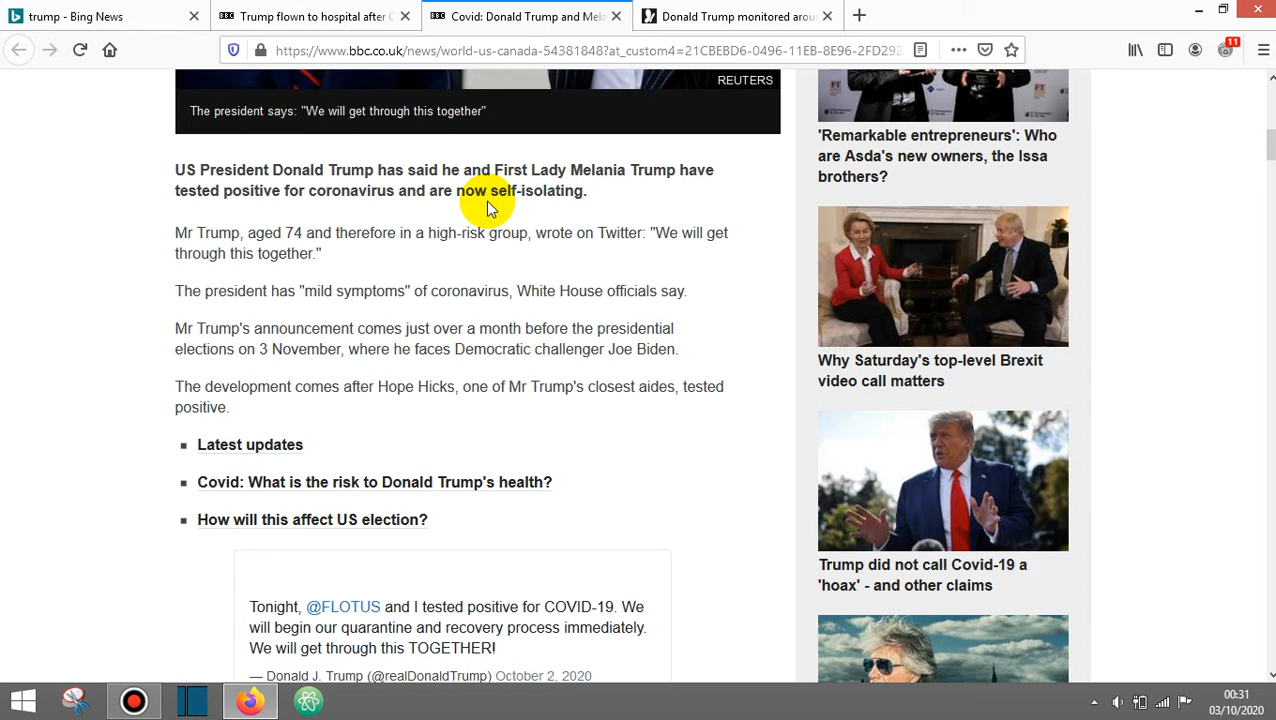 trump - Bing News
BBC Trump flown to hospital after C
BBC Covid: Donald Trump and Mela
Donald Trump monitored arou
https://www.bbc.co.uk/news/world-us-canada-54381848?at_custom4=21CBEBD6-0496-11EB-8E96-2FD292
11
REUTERS
The president says: "We will get through this together"
US President Donald Trump has said he and First Lady Melania Trump have
tested positive for coronavirus and are now self-isolating.
Mr Trump, aged 74 and therefore in a high-risk group, wrote on Twitter: "We will get
through this together."
The president has "mild symptoms" of coronavirus, White House officials say.
Mr Trump's announcement comes just over a month before the presidential
elections on 3 November, where he faces Democratic challenger Joe Biden.
The development comes after Hope Hicks, one of Mr Trump's closest aides, tested
positive.
Latest updates
Covid: What is the risk to Donald Trump's health?
How will this affect US election?
Tonight, @FLOTUS and I tested positive for COVID-19. We
will begin our quarantine and recovery process immediately.
We will get through this TOGETHER!
— Donald J. Trump (@realDonaldTrump) October 2, 2020
'Remarkable entrepreneurs': Who
are Asda's new owners, the Issa
brothers?
Why Saturday's top-level Brexit
video call matters
Trump did not call Covid-19 a
'hoax' - and other claims
00:31
03/10/2020